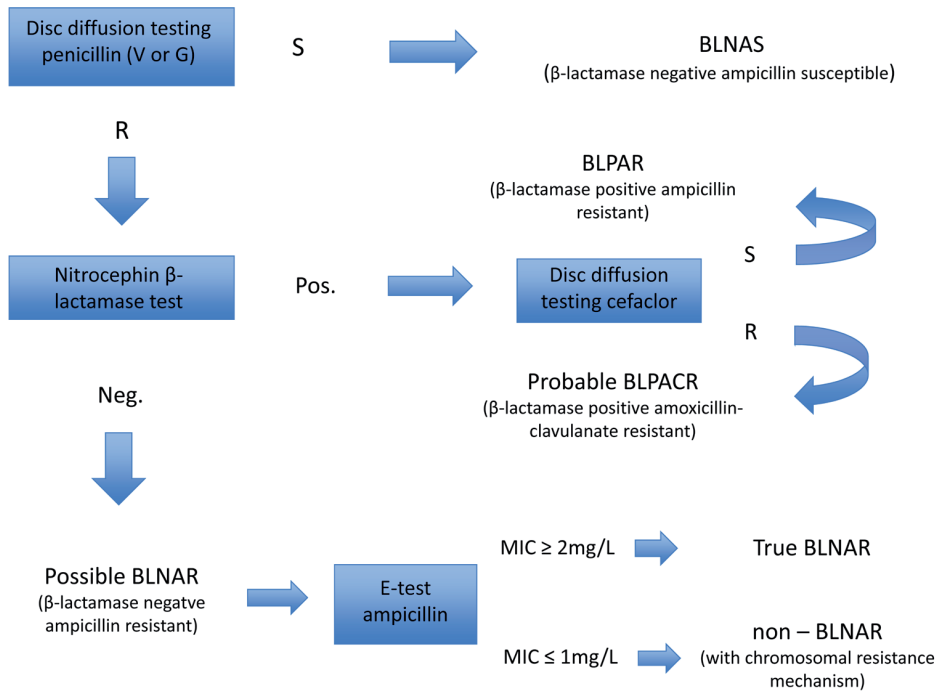 Disc diffusion testing
penicillin (V or G)
S
BLNAS
(β-lactamase negative ampicillin susceptible)
R
BLPAR
(β-lactamase positive ampicillin
resistant)
Nitrocephin β-
lactamase test
Pos.
Disc diffusion
testing cefaclor
S
R
Neg.
Probable BLPACR
(β-lactamase positive amoxicillin-
clavulanate resistant)
Possible BLNAR
(β-lactamase negatve
ampicillin resistant)
E-test
ampicillin
MIC ≥ 2mg/L
True BLNAR
MIC ≤ 1mg/L
non – BLNAR
(with chromosomal resistance
mechanism)